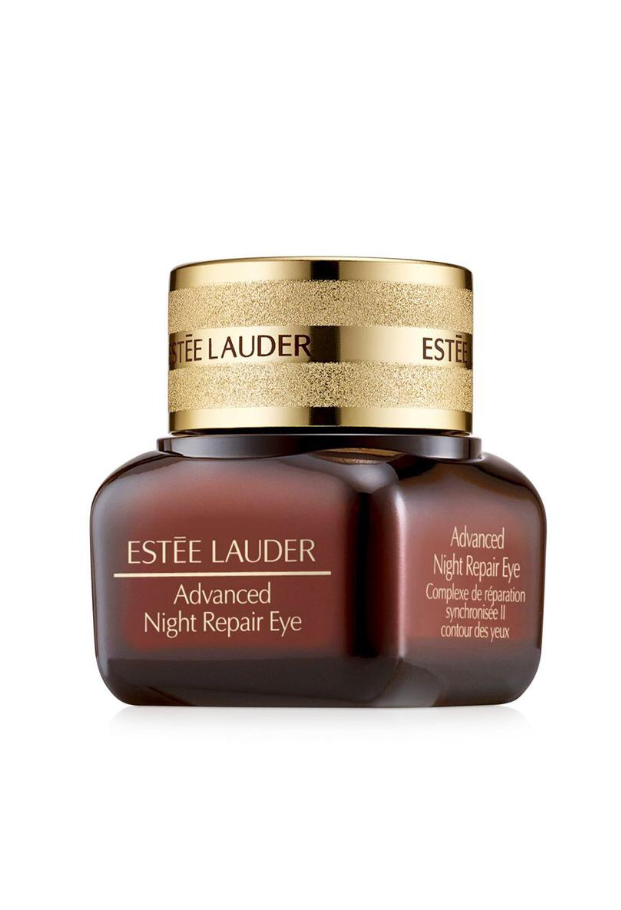 STĒE LAUDER
ESTĒE
ESTĒE LAUDER
Advanced
Night Repair Eye
Advanced
Night Repair Eye
Complexe de réparation
synchronisée II
contour des yeux